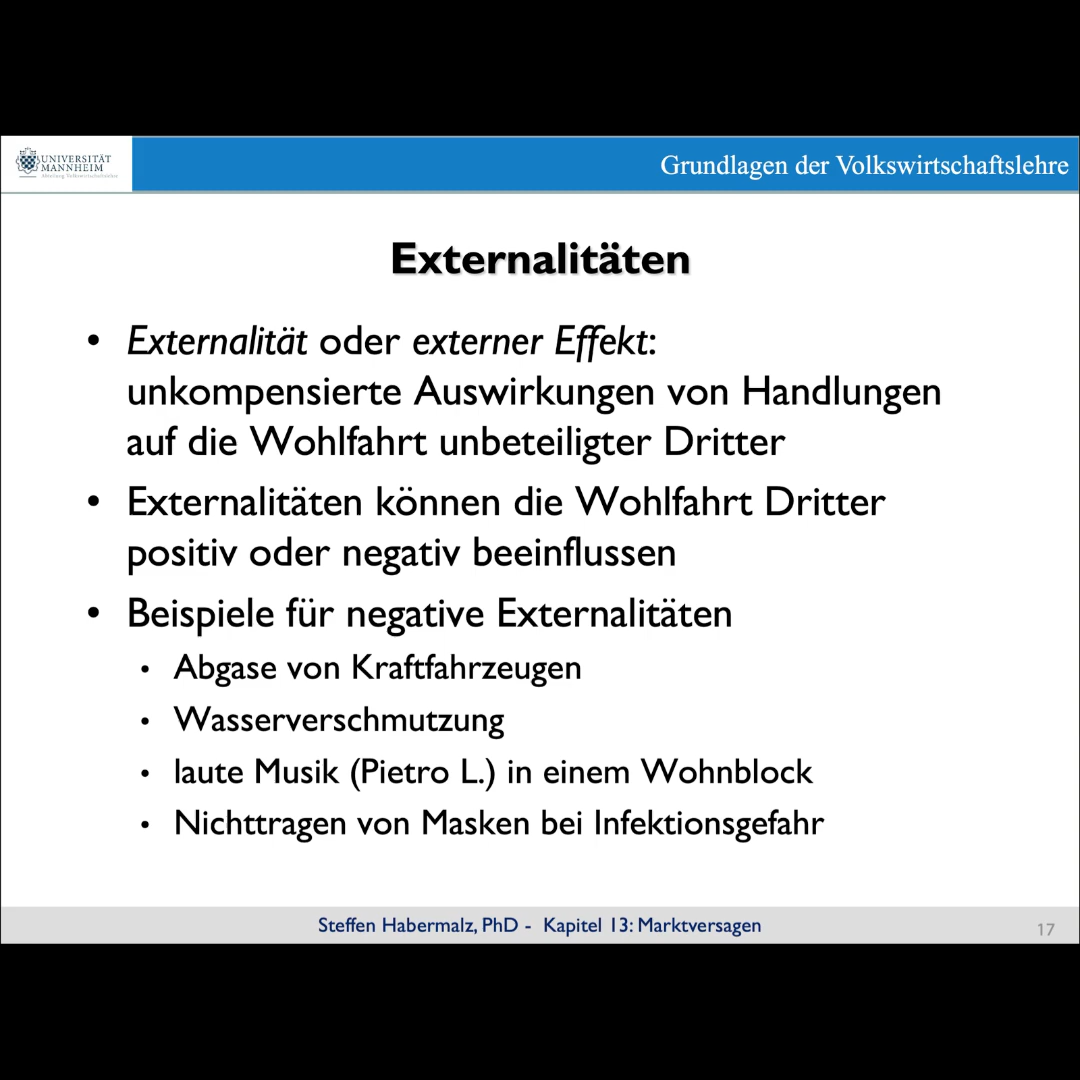 UNIVERSITÄT
MANNHEIM
Grundlagen der Volkswirtschaftslehre
Externalitäten
• Externalität oder externer Effekt:
unkompensierte Auswirkungen von Handlungen
auf die Wohlfahrt unbeteiligter Dritter
• Externalitäten können die Wohlfahrt Dritter
positiv oder negativ beeinflussen
• Beispiele für negative Externalitäten
• Abgase von Kraftfahrzeugen
• Wasserverschmutzung
• laute Musik (Pietro L.) in einem Wohnblock
• Nichttragen von Masken bei Infektionsgefahr
Steffen Habermalz, PhD - Kapitel 13: Marktversagen
17